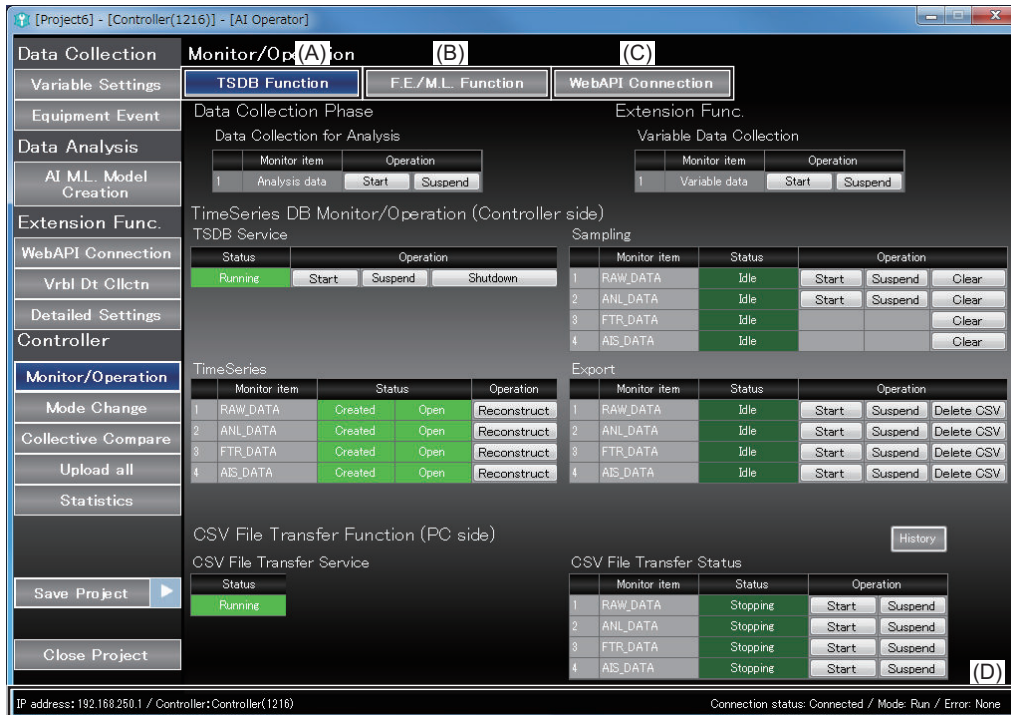 [Project6] - [Controller(1216)] - [AI Operator]
Data Collection
Variable Settings
Equipment Event
Data Analysis
AI M.L. Model
Creation
Extension Func.
WebAPI Connection
Vrbl Dt Cllctn
Detailed Settings
Controller
Monitor/Operation
Mode Change
Collective Compare
Upload all
Statistics
Save Project
Close Project
Monitor/Operation
(A) (B) (C)
TSDB Function F.E./M.L. Function WebAPI Connection
Data Collection Phase
Data Collection for Analysis
Monitor item Operation
1 Analysis data Start Suspend
Extension Func.
Variable Data Collection
Monitor item Operation
1 Variable data Start Suspend
TimeSeries DB Monitor/Operation (Controller side)
TSDB Service
Status Operation
Running Start Suspend Shutdown
Sampling
Monitor item Status Operation
1 RAW_DATA Idle Start Suspend Clear
2 ANL_DATA Idle Start Suspend Clear
3 FTR_DATA Idle Clear
4 AIS_DATA Idle Clear
TimeSeries
Monitor item Status Operation
1 RAW_DATA Created Open Reconstruct
2 ANL_DATA Created Open Reconstruct
3 FTR_DATA Created Open Reconstruct
4 AIS_DATA Created Open Reconstruct
Export
Monitor item Status Operation
1 RAW_DATA Idle Start Suspend Delete CSV
2 ANL_DATA Idle Start Suspend Delete CSV
3 FTR_DATA Idle Start Suspend Delete CSV
4 AIS_DATA Idle Start Suspend Delete CSV
CSV File Transfer Function (PC side)
History
CSV File Transfer Service
Status
Running
CSV File Transfer Status
Monitor item Status Operation
1 RAW_DATA Stopping Start Suspend
2 ANL_DATA Stopping Start Suspend
3 FTR_DATA Stopping Start Suspend
4 AIS_DATA Stopping Start Suspend
(D)
IP address: 192.168.250.1 / Controller:Controller(1216) Connection status: Connected / Mode: Run / Error: None